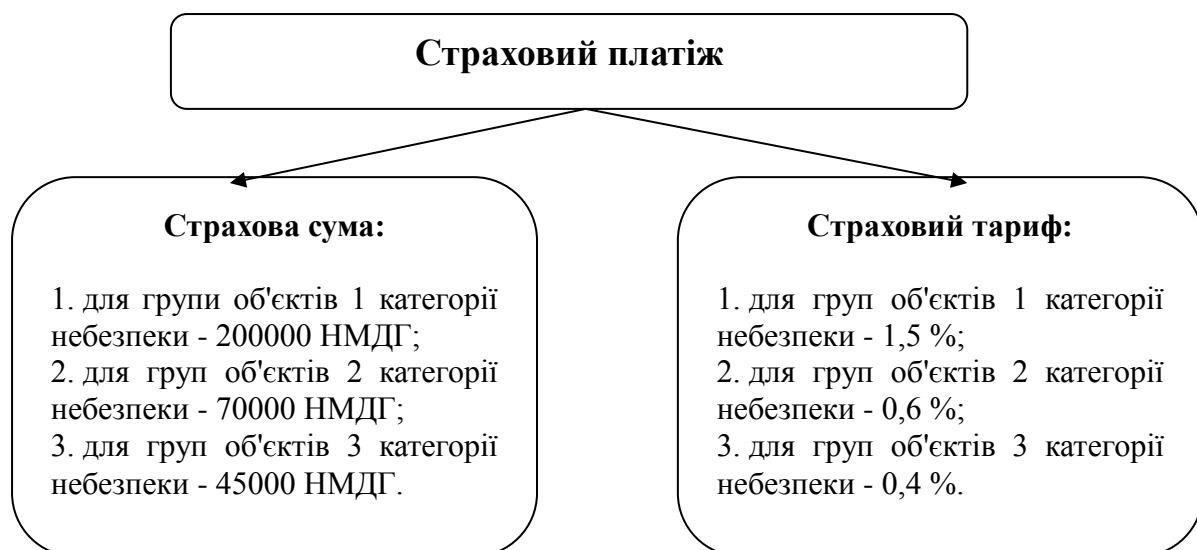 Страховий платіж
Страхова сума:
1. для групи об'єктів 1 категорії
небезпеки - 200000 НМДГ;
2. для груп об'єктів 2 категорії
небезпеки - 70000 НМДГ;
3. для груп об'єктів 3 категорії
небезпеки - 45000 НМДГ.
Страховий тариф:
1. для груп об'єктів 1 категорії
небезпеки - 1,5 %;
2. для груп об'єктів 2 категорії
небезпеки - 0,6 %;
3. для груп об'єктів 3 категорії
небезпеки - 0,4 %.